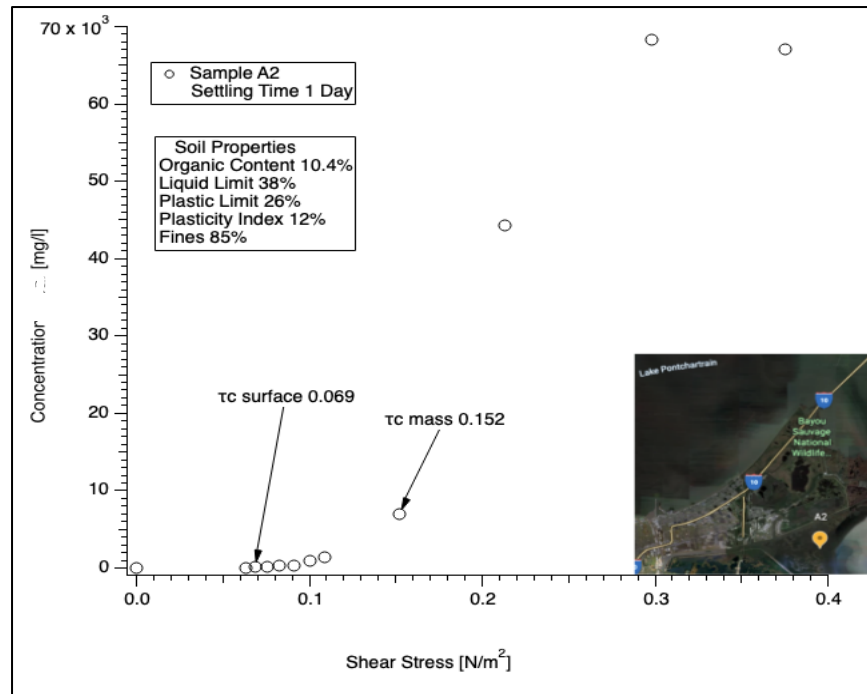 70 x 10³
60
50
40
30
20
10
0
0.0
0.1
0.2
0.3
0.4
Sample A2
Settling Time 1 Day
Soil Properties
Organic Content 10.4%
Liquid Limit 38%
Plastic Limit 26%
Plasticity Index 12%
Fines 85%
τc surface 0.069
τc mass 0.152
[mg/l]
Shear Stress [N/m²]
Lake Pontchartrain
10
Bayou
Sauvage
National
Wildlife...
10
A2